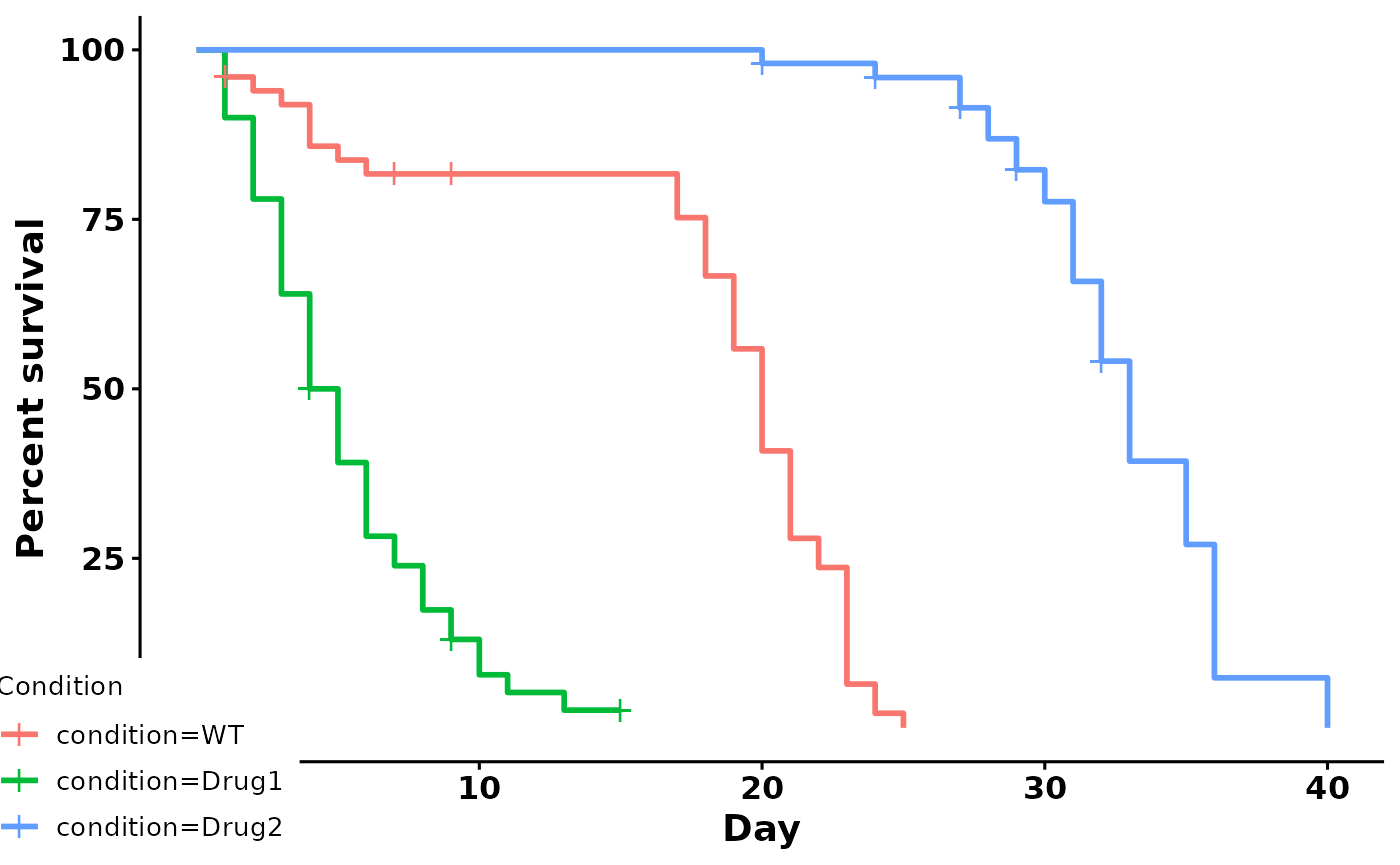 100
75
50
25
Percent survival
Condition
condition=WT
condition=Drug1
condition=Drug2
10 20 30 40
Day